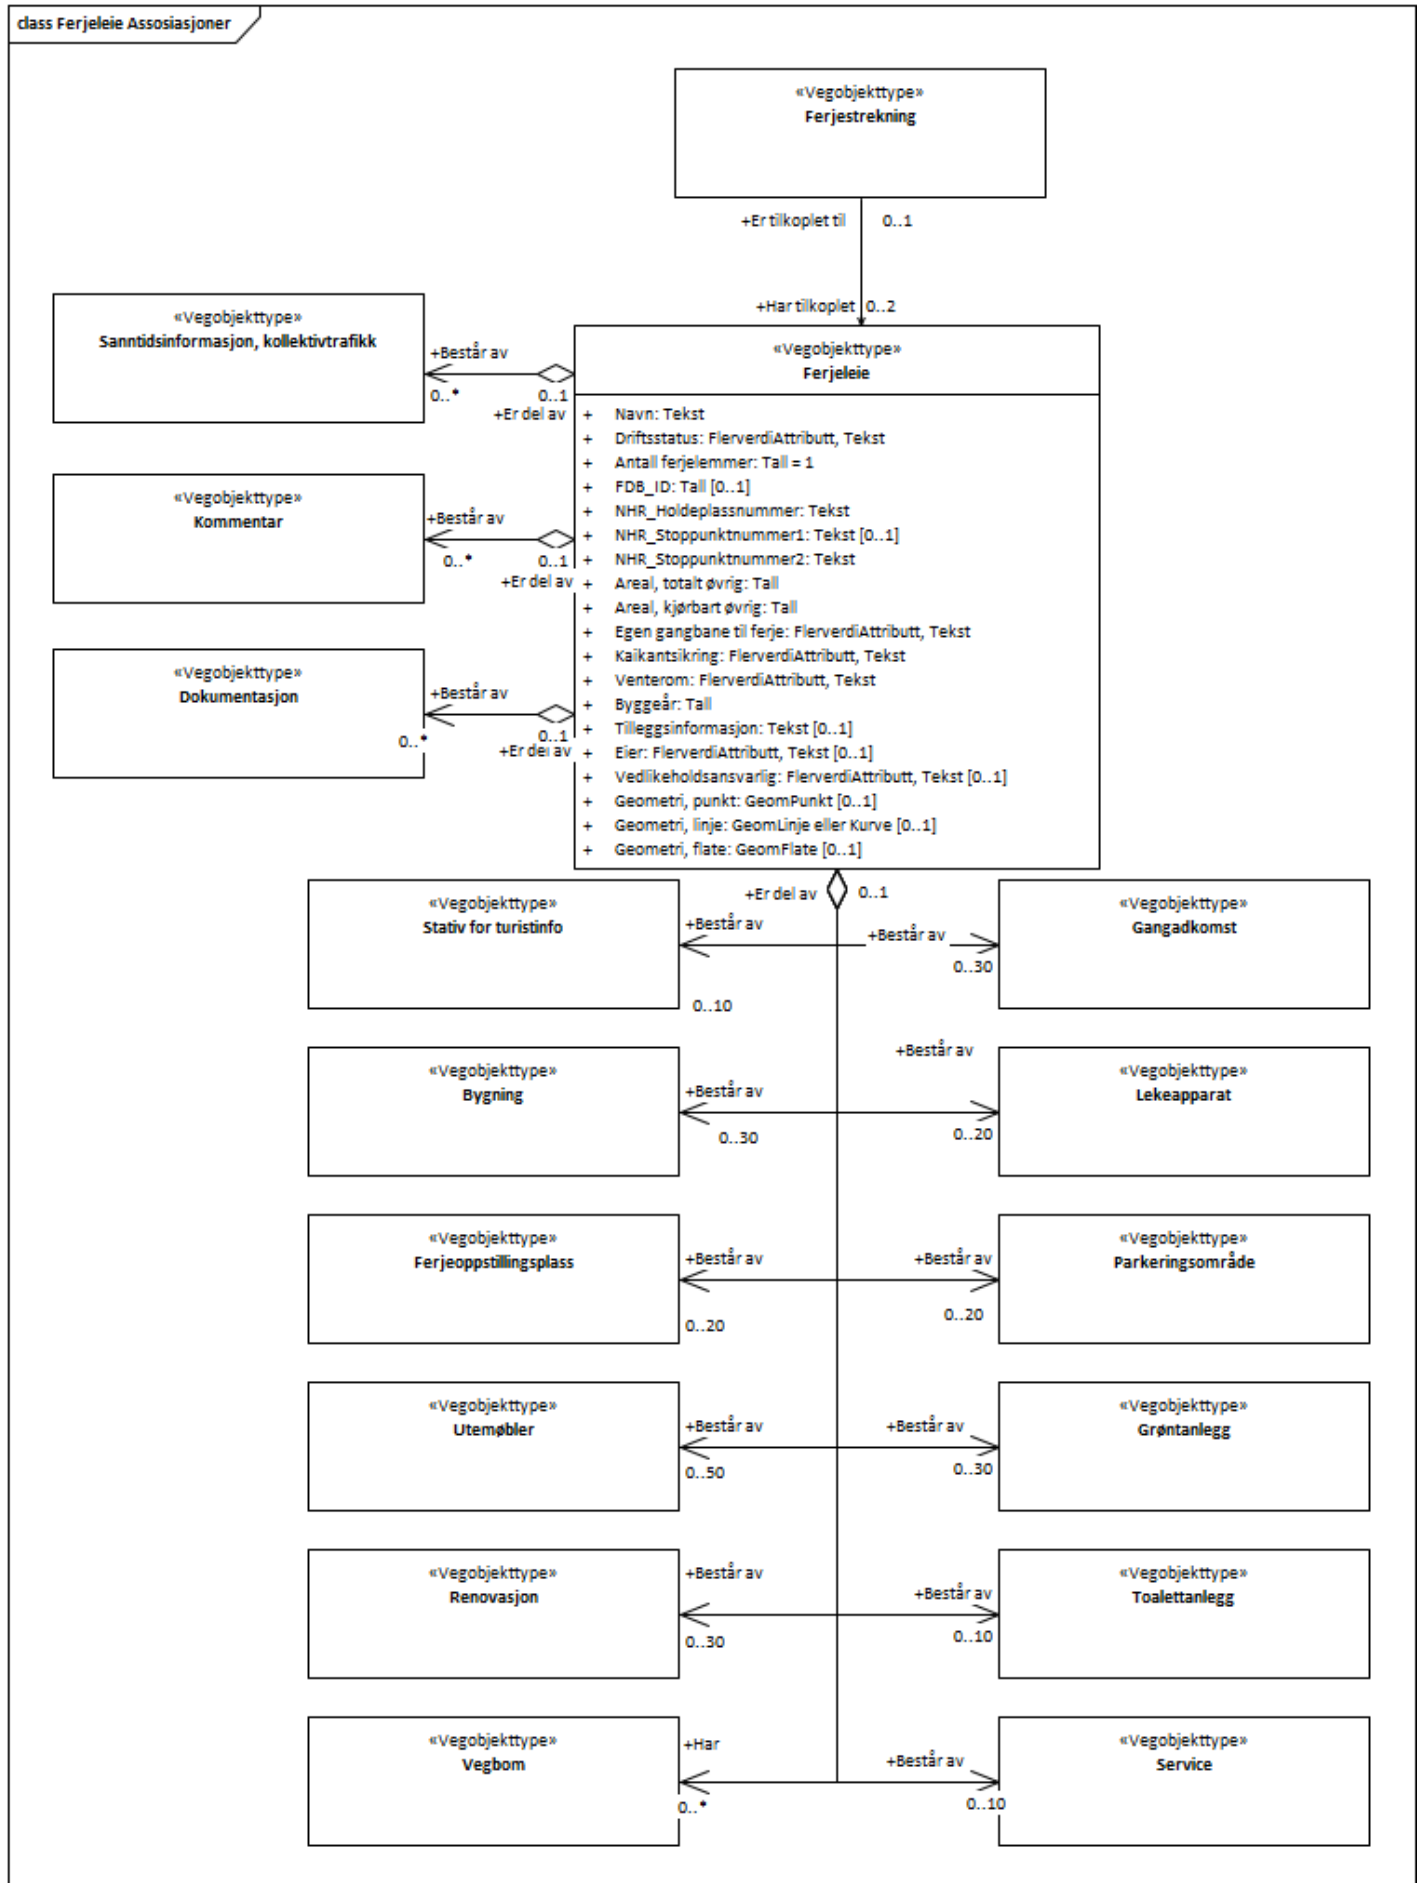 class Ferjeleie Assosiasjoner
«Vegobjekttype»
Ferjestrekning
+Er tilkoplet til 0..1
+Har tilkoplet 0..2
«Vegobjekttype»
Sanntidsinformasjon, kollektivtrafikk
+Består av
0..* 0..1
+Er del av
«Vegobjekttype»
Kommentar
+Består av
0..* 0..1
+Er del av
«Vegobjekttype»
Dokumentasjon
+Består av
0..* 0..1
+Er del av
«Vegobjekttype»
Ferjeleie
+ Navn: Tekst
+ Driftsstatus: FlerverdiAttributt, Tekst
+ Antall ferjelemmer: Tall = 1
+ FDB_ID: Tall [0..1]
+ NHR_Holdeplassnummer: Tekst
+ NHR_Stoppunktnummer1: Tekst [0..1]
+ NHR_Stoppunktnummer2: Tekst
+ Areal, totalt øvrig: Tall
+ Areal, kjørbart øvrig: Tall
+ Egen gangbane til ferje: FlerverdiAttributt, Tekst
+ Kaikantsikring: FlerverdiAttributt, Tekst
+ Venterom: FlerverdiAttributt, Tekst
+ Byggeår: Tall
+ Tilleggsinformasjon: Tekst [0..1]
+ Eier: FlerverdiAttributt, Tekst [0..1]
+ Vedlikeholdsansvarlig: FlerverdiAttributt, Tekst [0..1]
+ Geometri, punkt: GeomPunkt [0..1]
+ Geometri, linje: GeomLinje eller Kurve [0..1]
+ Geometri, flate: GeomFlate [0..1]
+Er del av 0..1
«Vegobjekttype»
Stativ for turistinfo
+Består av
0..10
+Består av
0..30
«Vegobjekttype»
Gangadkomst
«Vegobjekttype»
Bygning
+Består av
0..30
+Består av
0..20
«Vegobjekttype»
Lekeapparat
«Vegobjekttype»
Ferjeoppstillingsplass
+Består av
0..20
+Består av
0..20
«Vegobjekttype»
Parkeringsområde
«Vegobjekttype»
Utemøbler
+Består av
0..50
+Består av
0..30
«Vegobjekttype»
Grøntanlegg
«Vegobjekttype»
Renovasjon
+Består av
0..30
+Består av
0..10
«Vegobjekttype»
Toalettanlegg
«Vegobjekttype»
Vegbom
+Har
0..*
+Består av
0..10
«Vegobjekttype»
Service